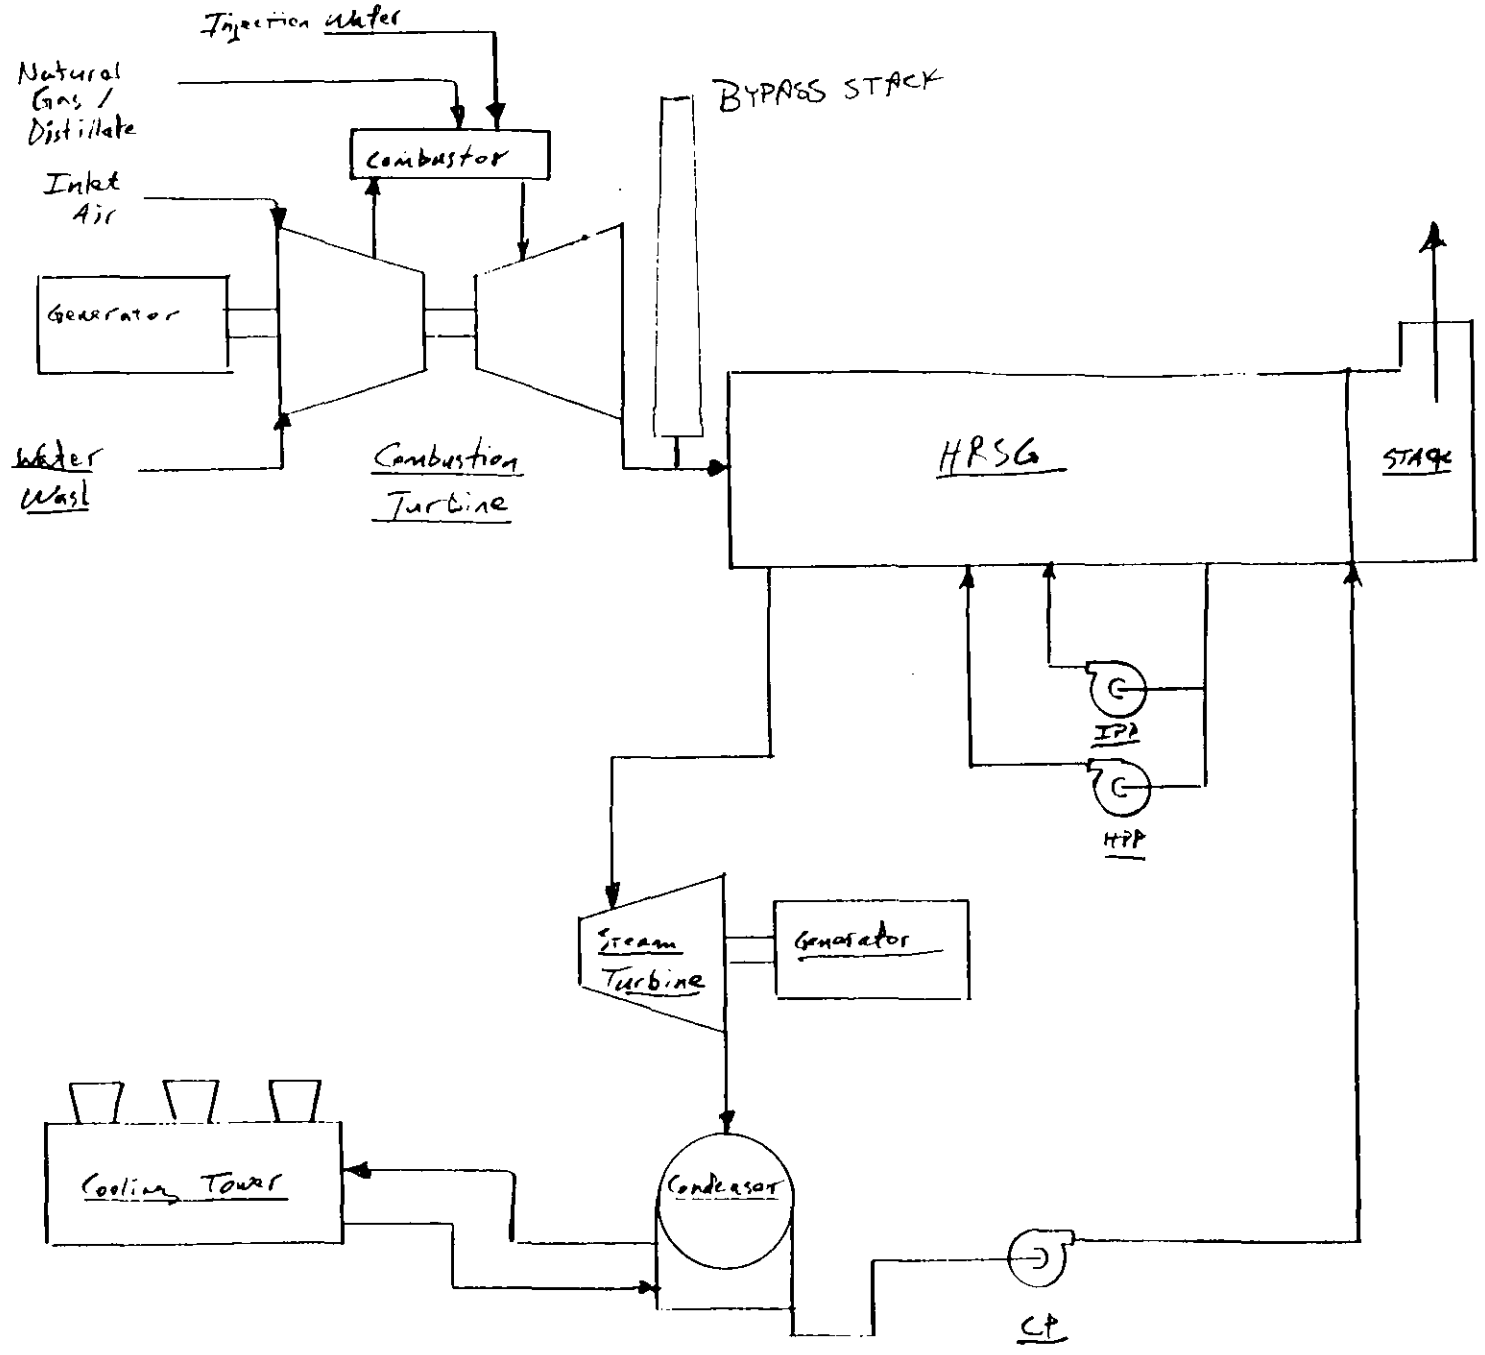 Injection Water
Natural
Gas /
Distillate
BYPASS STACK
Combustor
Inlet
Air
Generator
Water
Wash
Combustion
Turbine
HRSG
STACK
IPP
HPP
Steam
Turbine
Generator
Cooling Tower
Condensor
CP